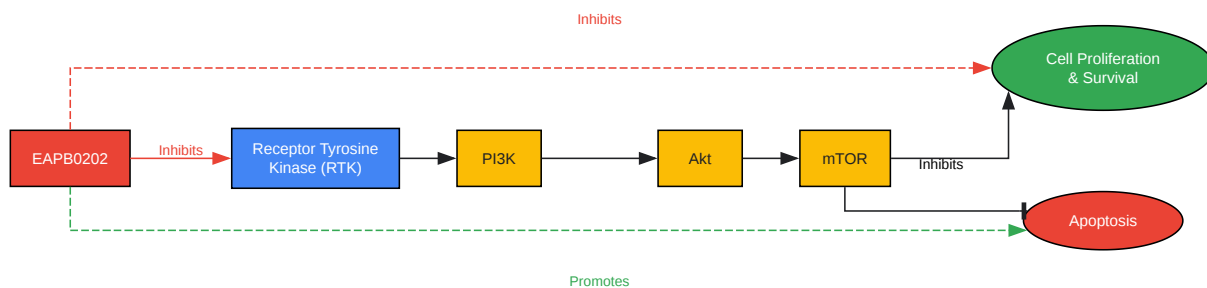 Inhibits
Cell Proliferation
& Survival
EAPB0202
Inhibits
Receptor Tyrosine
Kinase (RTK)
PI3K
Akt
mTOR
Inhibits
Apoptosis
Promotes